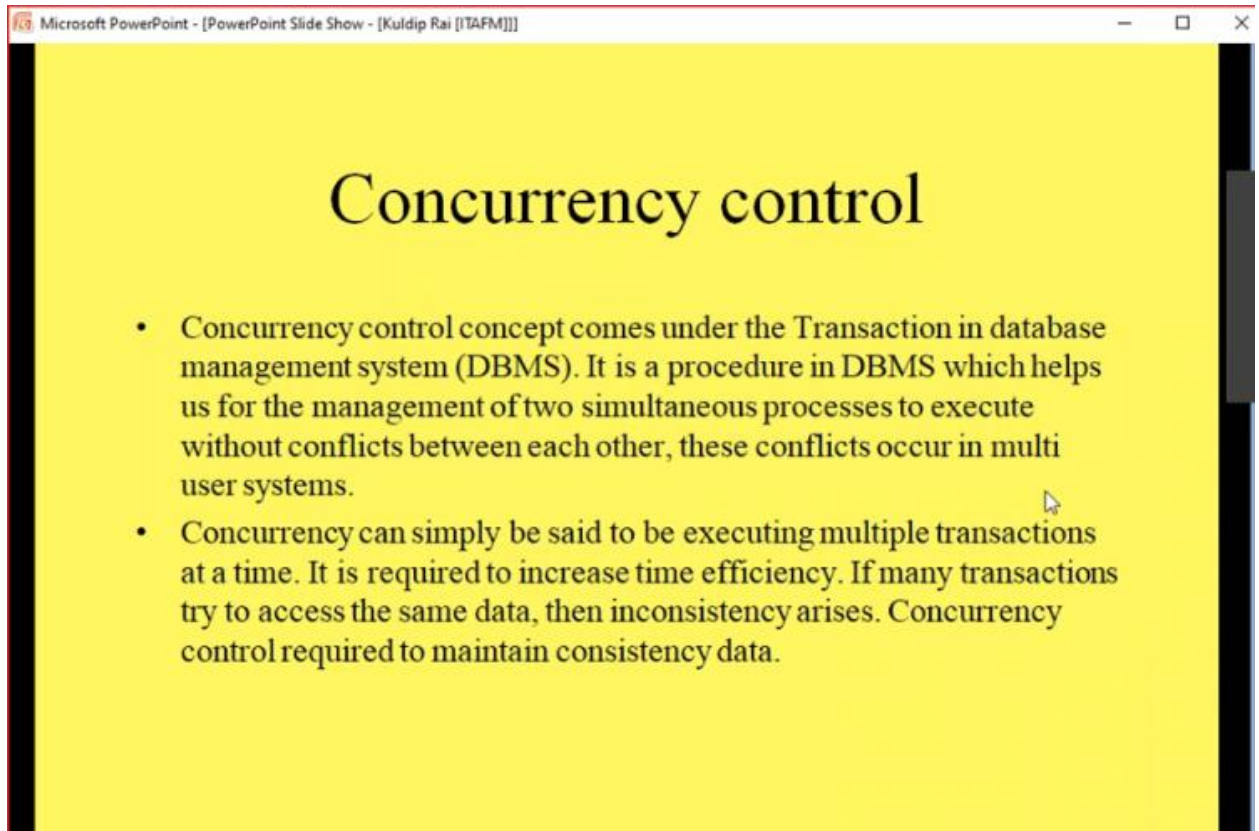 Microsoft PowerPoint - [PowerPoint Slide Show - [Kuldip Rai [ITAFM]]]
Concurrency control
• Concurrency control concept comes under the Transaction in database
management system (DBMS). It is a procedure in DBMS which helps
us for the management of two simultaneous processes to execute
without conflicts between each other, these conflicts occur in multi
user systems.
• Concurrency can simply be said to be executing multiple transactions
at a time. It is required to increase time efficiency. If many transactions
try to access the same data, then inconsistency arises. Concurrency
control required to maintain consistency data.